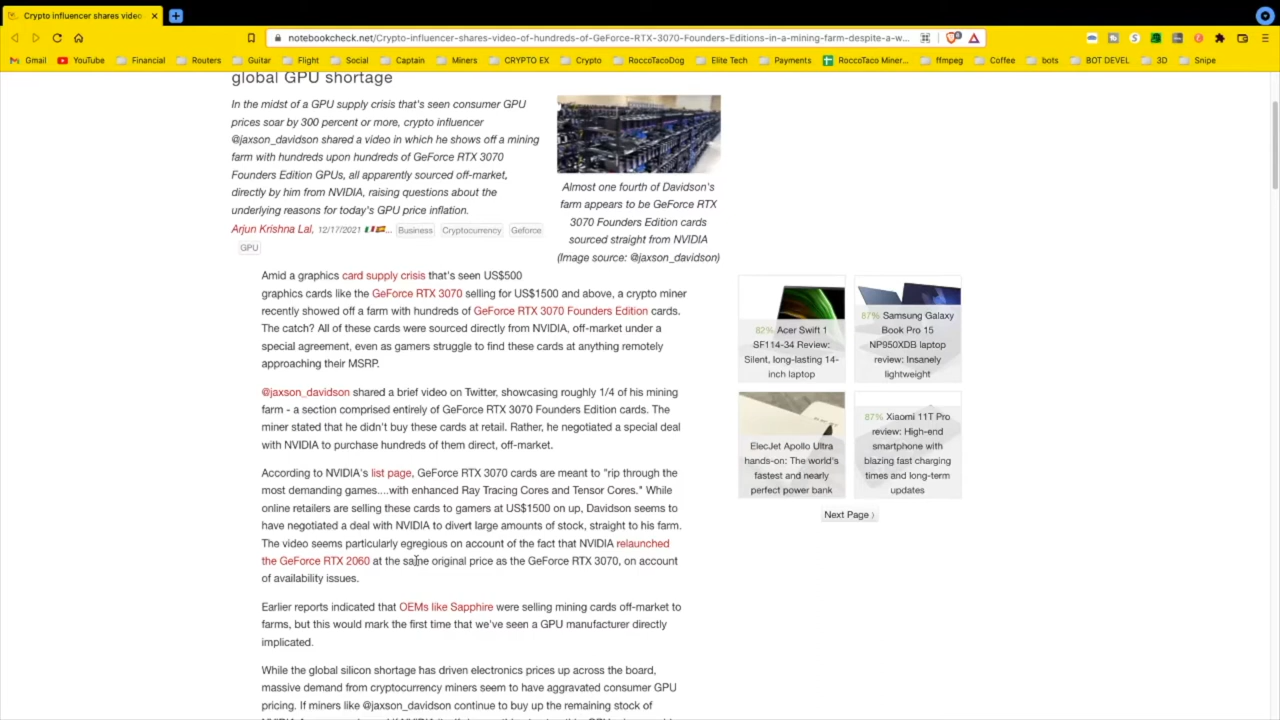 Crypto influencer shares video
notebookcheck.net/Crypto-influencer-shares-video-of-hundreds-of-GeForce-RTX-3070-Founders-Editions-in-a-mining-farm-despite-a-w...
Gmail YouTube Financial Routers Guitar Flight Social Captain Miners CRYPTO EX Crypto RoccoTacoDog Elite Tech Payments RoccoTaco Miner... ffmpeg Coffee bots BOT DEVEL 3D Snipe
global GPU shortage
In the midst of a GPU supply crisis that's seen consumer GPU
prices soar by 300 percent or more, crypto influencer
@jaxson_davidson shared a video in which he shows off a mining
farm with hundreds upon hundreds of GeForce RTX 3070
Founders Edition GPUs, all apparently sourced off-market,
directly by him from NVIDIA, raising questions about the
underlying reasons for today's GPU price inflation.
Arjun Krishna Lal, 12/17/2021 ... Business Cryptocurrency Geforce
GPU
Almost one fourth of Davidson's
farm appears to be GeForce RTX
3070 Founders Edition cards
sourced straight from NVIDIA
(Image source: @jaxson_davidson)
Amid a graphics card supply crisis that's seen US$500
graphics cards like the GeForce RTX 3070 selling for US$1500 and above, a crypto miner
recently showed off a farm with hundreds of GeForce RTX 3070 Founders Edition cards.
The catch? All of these cards were sourced directly from NVIDIA, off-market under a
special agreement, even as gamers struggle to find these cards at anything remotely
approaching their MSRP.
@jaxson_davidson shared a brief video on Twitter, showcasing roughly 1/4 of his mining
farm - a section comprised entirely of GeForce RTX 3070 Founders Edition cards. The
miner stated that he didn't buy these cards at retail. Rather, he negotiated a special deal
with NVIDIA to purchase hundreds of them direct, off-market.
According to NVIDIA's list page, GeForce RTX 3070 cards are meant to "rip through the
most demanding games....with enhanced Ray Tracing Cores and Tensor Cores." While
online retailers are selling these cards to gamers at US$1500 on up, Davidson seems to
have negotiated a deal with NVIDIA to divert large amounts of stock, straight to his farm.
The video seems particularly egregious on account of the fact that NVIDIA relaunched
the GeForce RTX 2060 at the same original price as the GeForce RTX 3070, on account
of availability issues.
Earlier reports indicated that OEMs like Sapphire were selling mining cards off-market to
farms, but this would mark the first time that we've seen a GPU manufacturer directly
implicated.
While the global silicon shortage has driven electronics prices up across the board,
massive demand from cryptocurrency miners seem to have aggravated consumer GPU
pricing. If miners like @jaxson_davidson continue to buy up the remaining stock of
82% Acer Swift 1
SF114-34 Review:
Silent, long-lasting 14-
inch laptop
87% Samsung Galaxy
Book Pro 15
NP950XDB laptop
review: Insanely
lightweight
ElecJet Apollo Ultra
hands-on: The world's
fastest and nearly
perfect power bank
87% Xiaomi 11T Pro
review: High-end
smartphone with
blazing fast charging
times and long-term
updates
Next Page ⟩